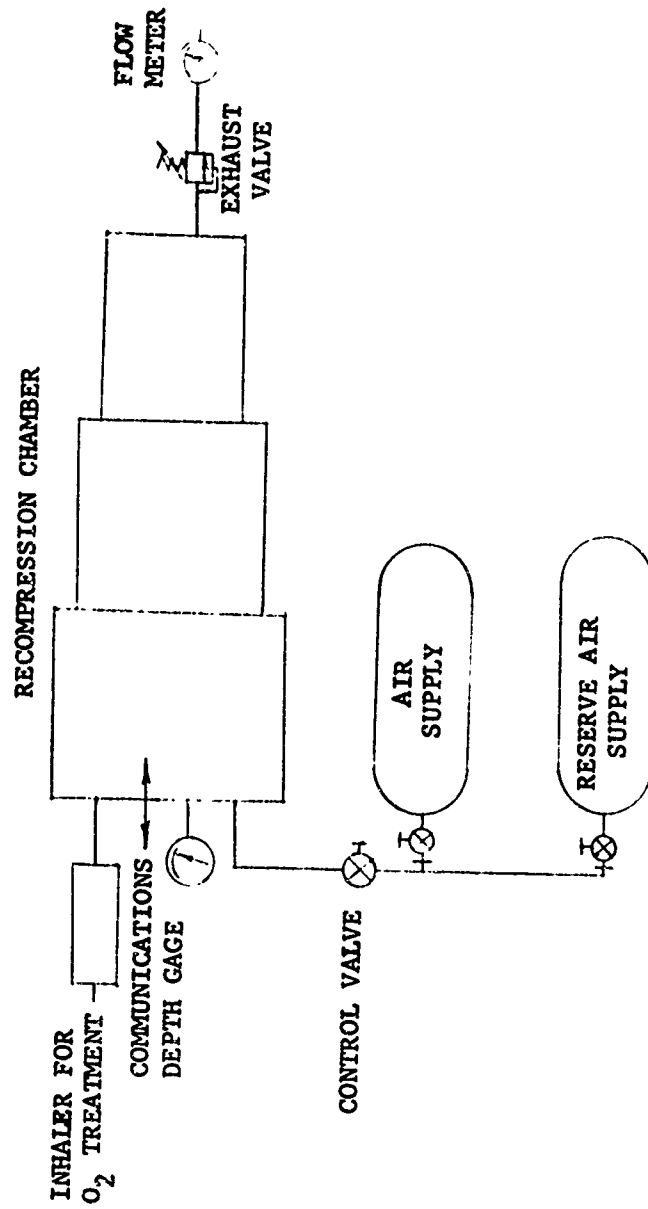 RECOMPRESSION CHAMBER
FLOW
METER
EXHAUST
VALVE
INHALER FOR
O₂ TREATMENT
COMMUNICATIONS
DEPTH GAGE
CONTROL VALVE
AIR
SUPPLY
RESERVE AIR
SUPPLY